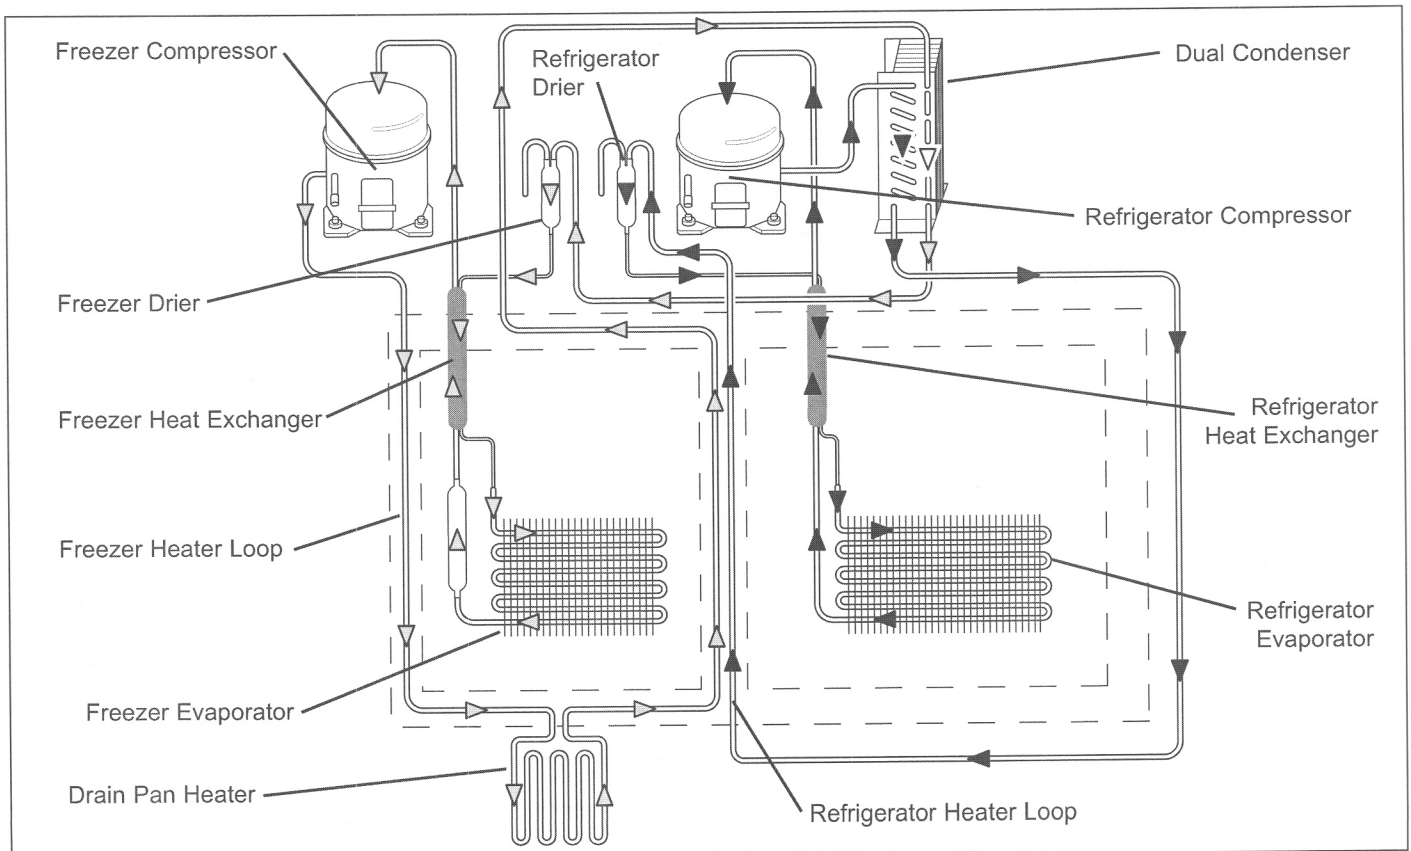 Freezer Compressor
Refrigerator
Drier
Dual Condenser
Refrigerator Compressor
Freezer Drier
Freezer Heat Exchanger
Refrigerator
Heat Exchanger
Freezer Heater Loop
Refrigerator
Evaporator
Freezer Evaporator
Drain Pan Heater
Refrigerator Heater Loop